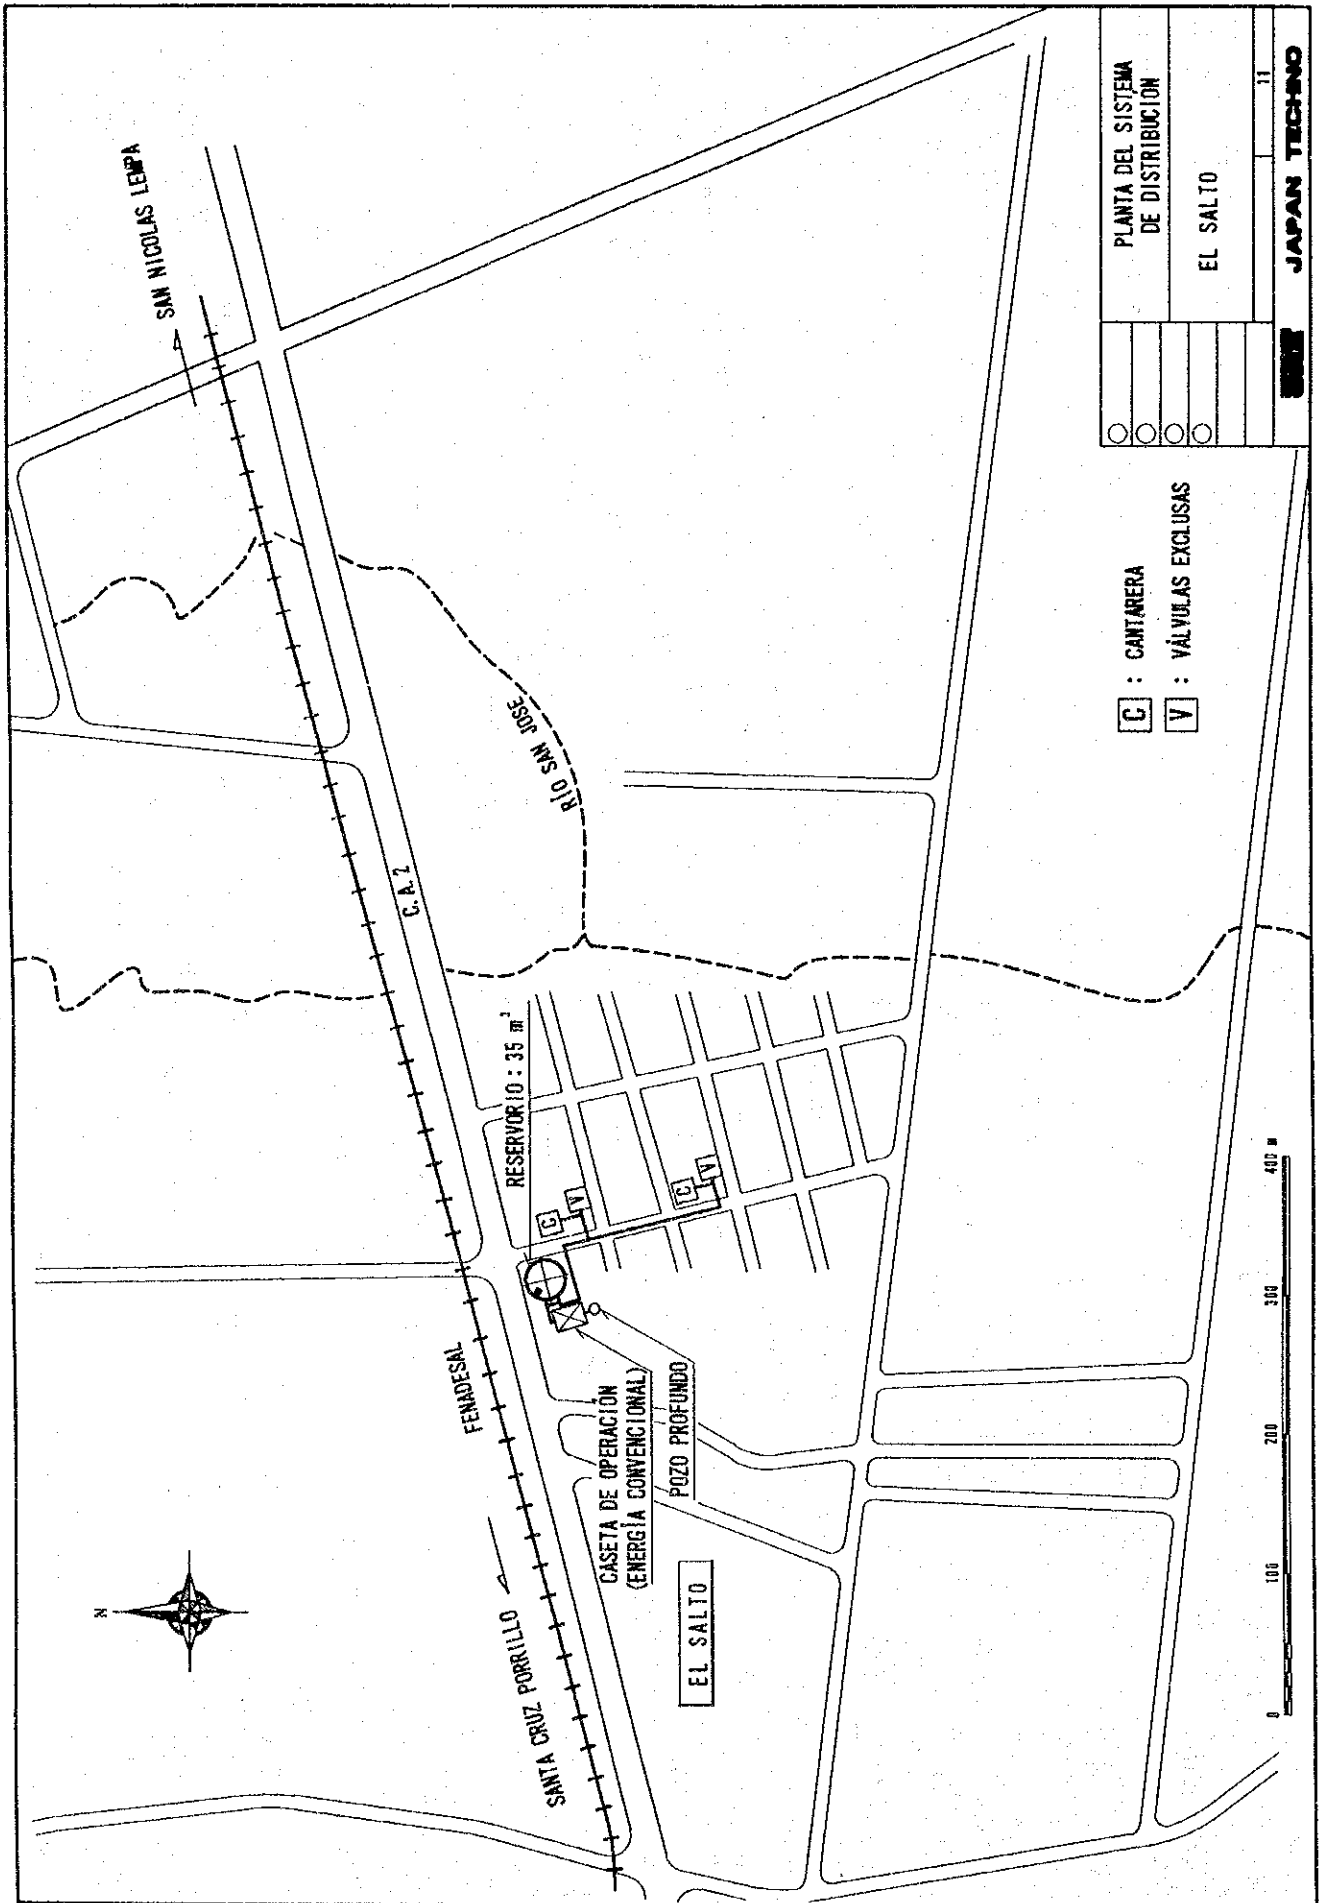 N
SAN NICOLAS LEMPA
SANTA CRUZ PORRILLO
FENADESAL
C.A.2
RÍO SAN JOSE
RESERVORIO : 35 m³
C
V
C
V
CASETA DE OPERACION
(ENERGÍA CONVENCIONAL)
POZO PROFUNDO
EL SALTO
C : CANTARERA
V : VÁLVULAS EXCLUSAS
0 100 200 300 400 M
PLANTA DEL SISTEMA
DE DISTRIBUCIÓN
EL SALTO
11
JAPAN TECHNO